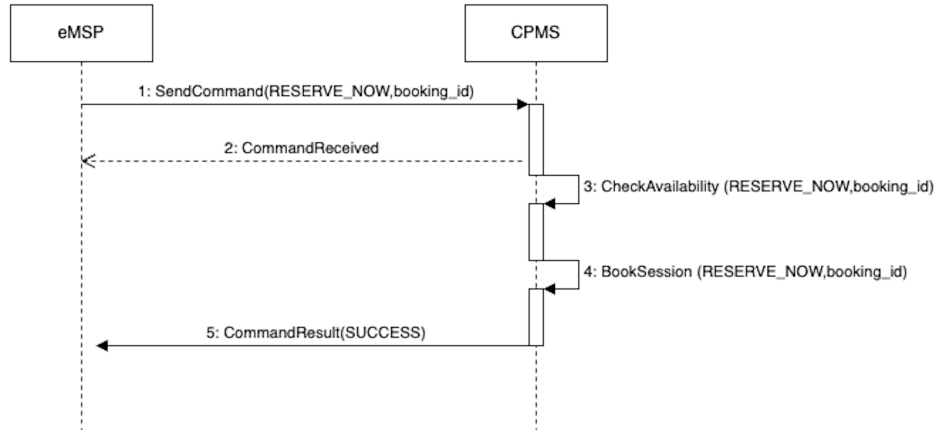 eMSP
CPMS
1: SendCommand(RESERVE_NOW,booking_id)
2: CommandReceived
3: CheckAvailability (RESERVE_NOW,booking_id)
4: BookSession (RESERVE_NOW,booking_id)
5: CommandResult(SUCCESS)